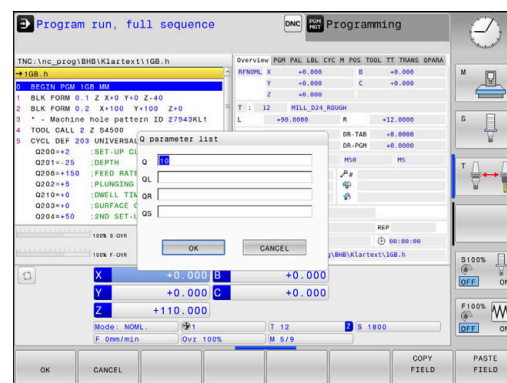 Program run, full sequence
DNC
Programming
TNC:\nc_prog\BHB\Klartext\1GB.h
→1GB.h
0 BEGIN PGM 1GB MM
1 BLK FORM 0.1 Z X+0 Y+0 Z-40
2 BLK FORM 0.2 X+100 Y+100 Z+0
3 * - Machine hole pattern ID 27943KL1
4 TOOL CALL 2 Z S4500
5 CYCL DEF 203 UNIVERSAL
Q200=+2 ;SET-UP CL
Q201=-25 ;DEPTH
Q206=+150 ;FEED RATE
Q202=+5 ;PLUNGING
Q210=+0 ;DWELL TIM
Q203=+0 ;SURFACE C
Q204=+50 ;2ND SET-U
100% S-OVR
100% F-OVR
Overview PGM PAL LBL CYC M POS TOOL TT TRANS QPARA
RFNOML X +0.000 B +0.000
Y +0.000 C +0.000
Z +0.000
T : 12 MILL_D24_ROUGH
L +90.0000 R +12.0000
DR-TAB +0.0000
DR-PGM +0.0000
M50 M5
REP
00:00:00
\BHB\Klartext\1GB.h
Q parameter list
Q 10
QL
QR
QS
OK CANCEL
X +0.000 B +0.000
Y +0.000 C +0.000
Z +110.000
Mode: NOML. 1 T 12 Z S 1800
F 0mm/min Ovr 100% M 5/9
M
S
T
S100%
OFF ON
F100%
OFF ON
OK CANCEL COPY FIELD PASTE FIELD